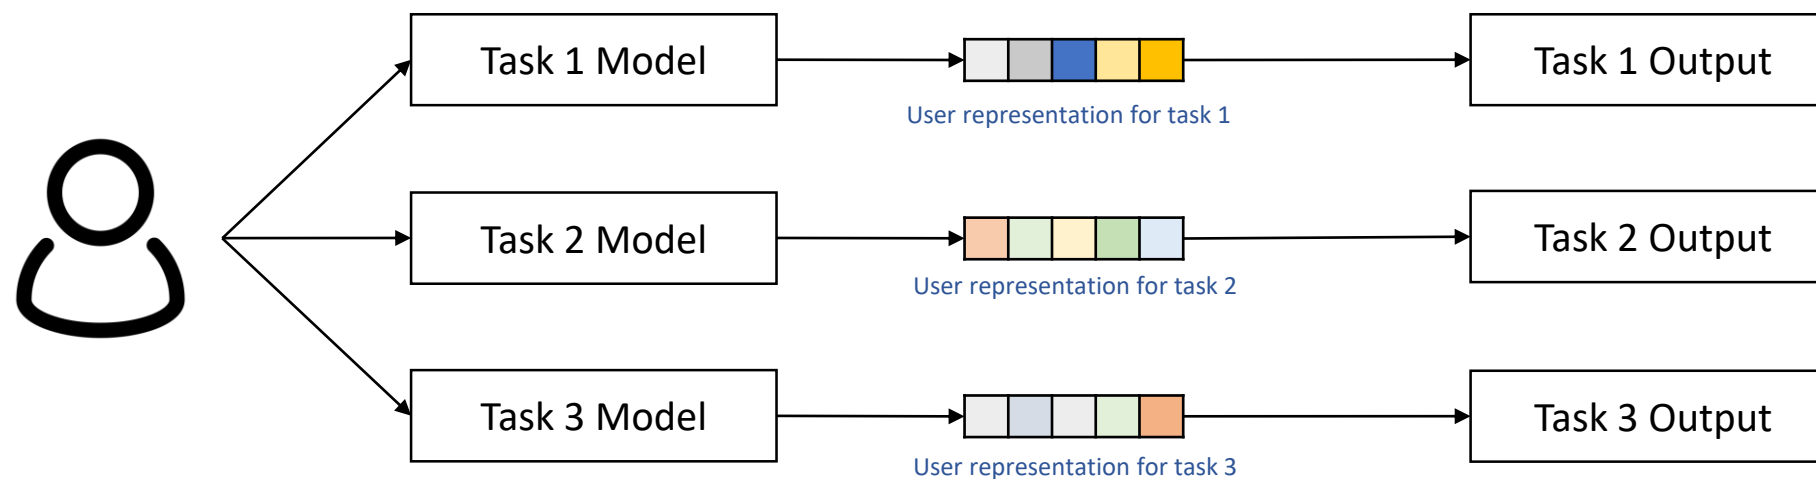 Task 1 Model
Task 1 Output
User representation for task 1
Task 2 Model
Task 2 Output
User representation for task 2
Task 3 Model
Task 3 Output
User representation for task 3